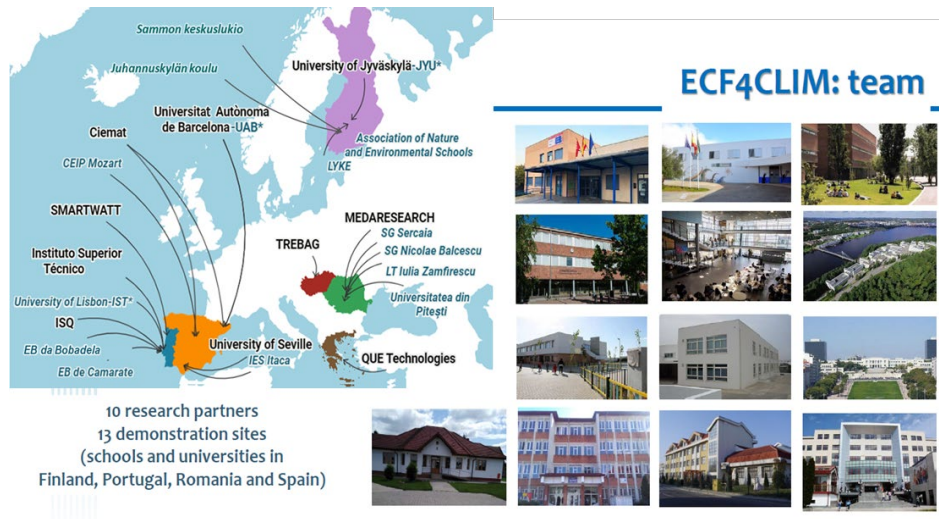 ECF4CLIM: team
Sammon keskuslukio
Juhannuskylän koulu
University of Jyväskylä-JYU*
Universitat Autònoma
de Barcelona-UAB*
Ciemat
CEIP Mozart
Association of Nature
and Environmental Schools
LYKE
SMARTWATT
MEDARESEARCH
SG Sercaia
TREBAG
SG Nicolae Balcescu
Instituto Superior
Técnico
LT Iulia Zamfirescu
Universitatea din
Pitești
University of Lisbon-IST*
ISQ
University of Seville
IES Itaca
QUE Technologies
EB da Bobadela
EB de Camarate
10 research partners
13 demonstration sites
(schools and universities in
Finland, Portugal, Romania and Spain)